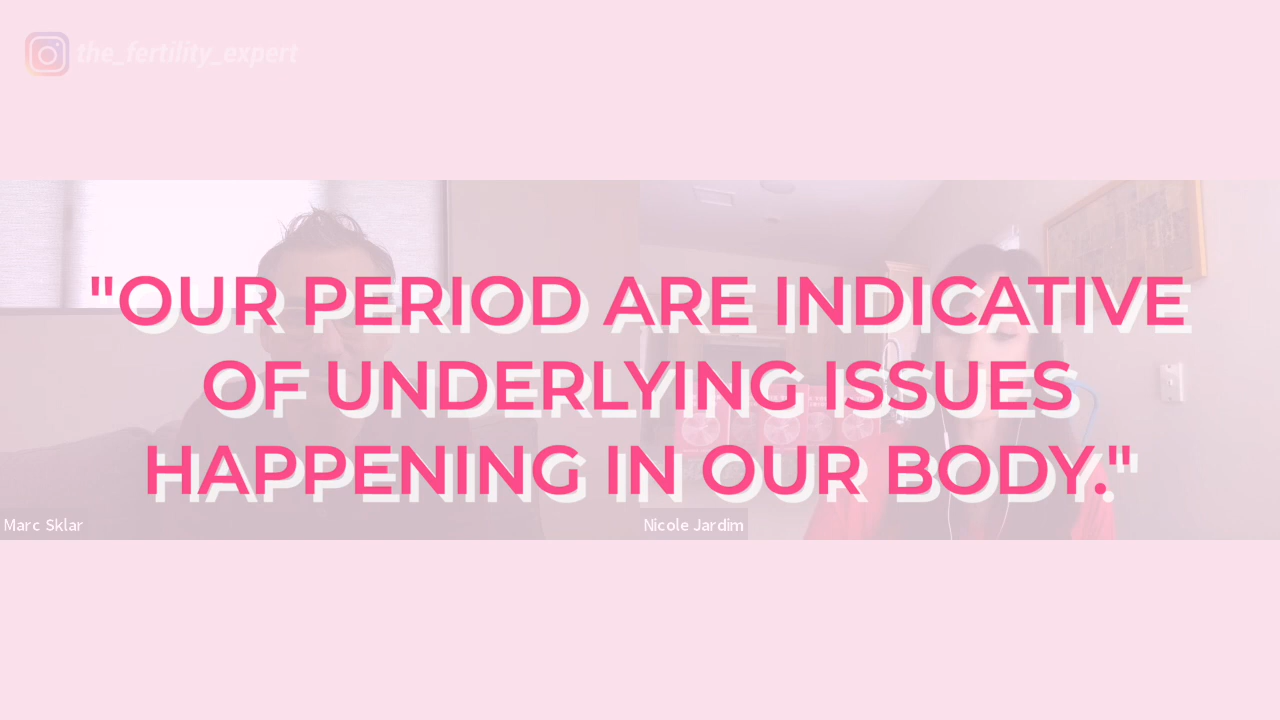 the_fertility_expert
"OUR PERIOD ARE INDICATIVE
OF UNDERLYING ISSUES
HAPPENING IN OUR BODY."
Marc Sklar
Nicole Jardim